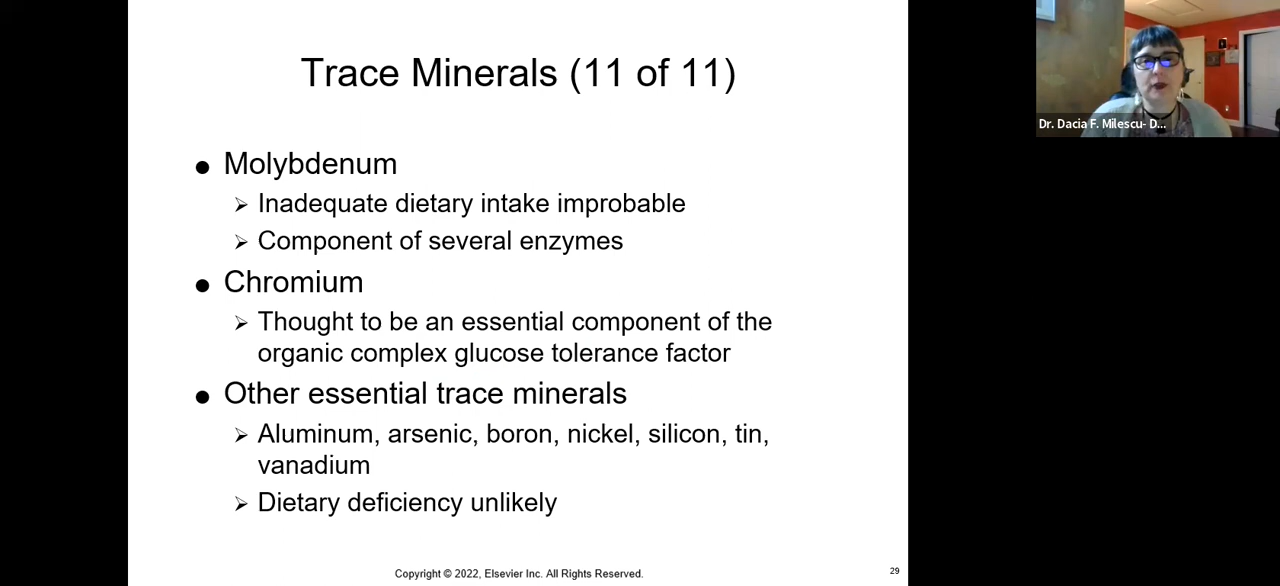 Trace Minerals (11 of 11)
Molybdenum
Inadequate dietary intake improbable
Component of several enzymes
Chromium
Thought to be an essential component of the
organic complex glucose tolerance factor
Other essential trace minerals
Aluminum, arsenic, boron, nickel, silicon, tin,
vanadium
Dietary deficiency unlikely
Copyright © 2022, Elsevier Inc. All Rights Reserved.
29
Dr. Dacia F. Milescu- D...